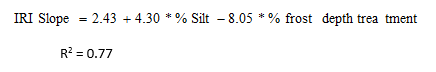 IRI Slope = 2.43 + 4.30 * % Silt – 8.05 * % frost depth trea tment
R² = 0.77